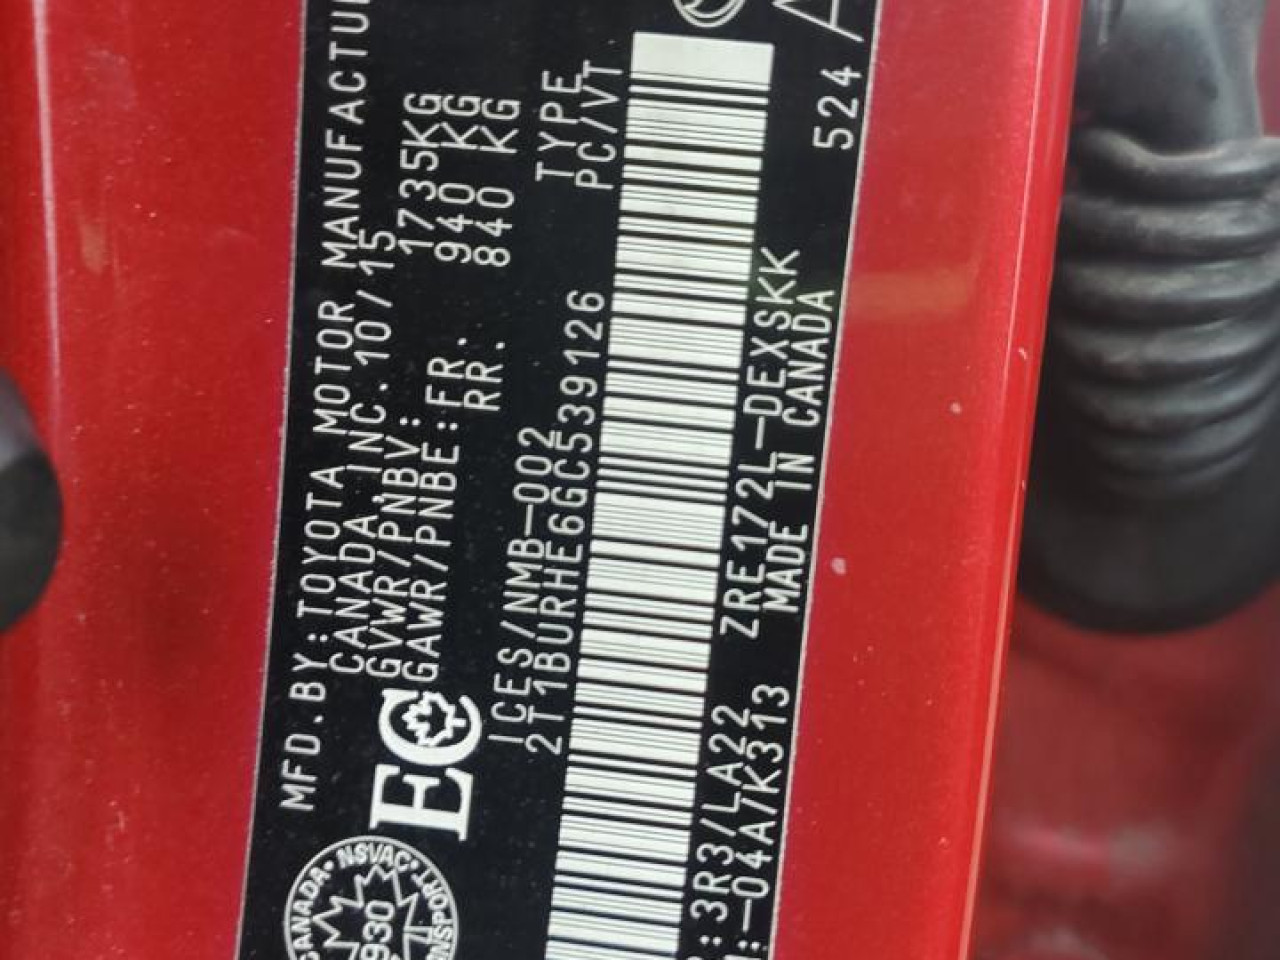 MFD.BY:TOYOTA MOTOR MANUFACTU
CANADA INC. 10/15
GVWR/PNBV: 1735KG
GAWR/PNBE:FR. 940 KG
RR. 840 KG
ICES/NMB-002 TYPE
2T1BURHE6GC539126 PC/VT
EC
CANADA • NSVAC • TRANSPORT
930
:3R3/LA22 ZRE172L-DEXSKK
:-04A/K313 MADE IN CANADA 524